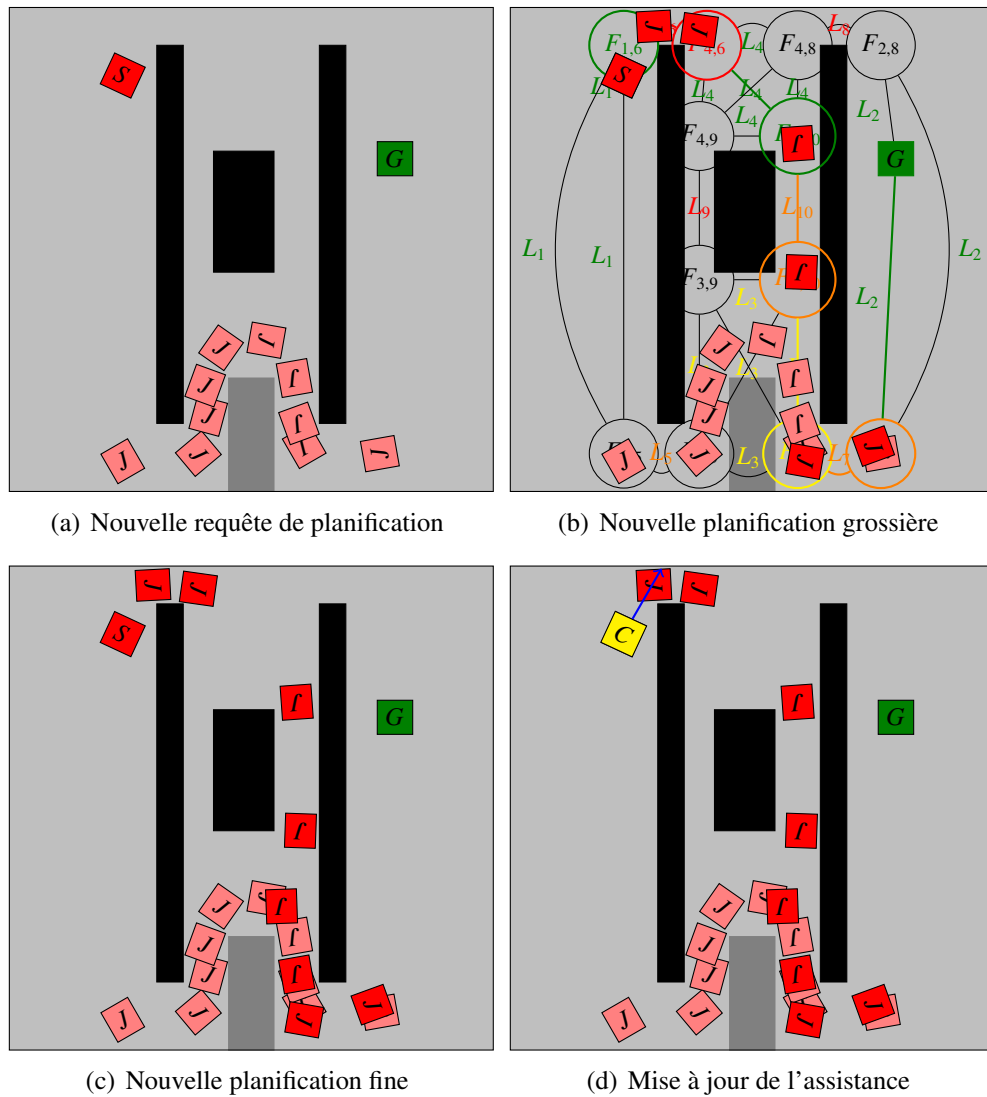 S
G
J J J J J J J J J J
(a) Nouvelle requête de planification
F1,6 J J F4,6 L4 F4,8 L8 F2,8
S L1 L4 L4 L4 L2
L4 F4,9 J G
L9 L10
L1 L1 L2 L2
F3,9 J L3
J J J J J J J L3
J L5 J L3 J L7 J
(b) Nouvelle planification grossière
J J
S
J G
J
J J J J J J J J J J J
(c) Nouvelle planification fine
J J
C
J G
J
J J J J J J J J J J J
(d) Mise à jour de l’assistance